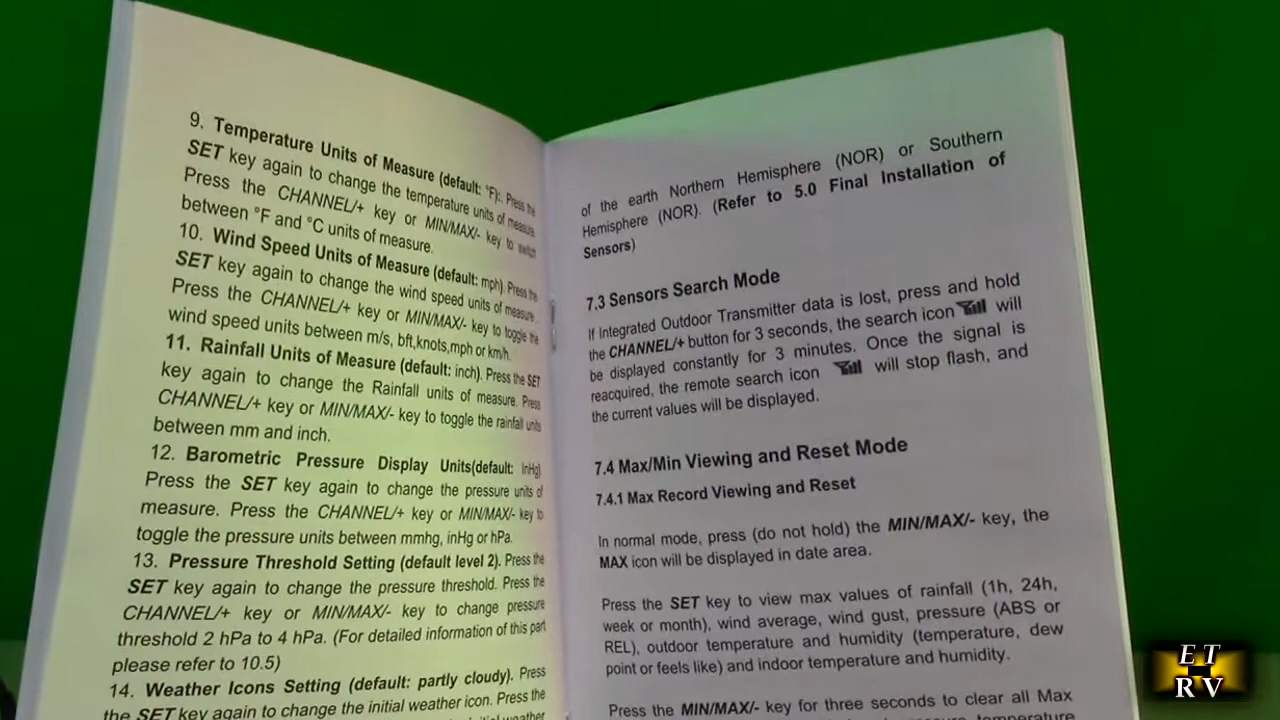 9. Temperature Units of Measure (default: °F):. Press the
SET key again to change the temperature units of measure.
Press the CHANNEL/+ key or MIN/MAX/- key to switch
between °F and °C units of measure.
10. Wind Speed Units of Measure (default: mph). Press the
SET key again to change the wind speed units of measure.
Press the CHANNEL/+ key or MIN/MAX/- key to toggle the
wind speed units between m/s, bft,knots,mph or km/h.
11. Rainfall Units of Measure (default: inch). Press the SET
key again to change the Rainfall units of measure. Press
CHANNEL/+ key or MIN/MAX/- key to toggle the rainfall units
between mm and inch.
12. Barometric Pressure Display Units(default: inHg)
Press the SET key again to change the pressure units of
measure. Press the CHANNEL/+ key or MIN/MAX/- key to
toggle the pressure units between mmhg, inHg or hPa.
13. Pressure Threshold Setting (default level 2). Press the
SET key again to change the pressure threshold. Press the
CHANNEL/+ key or MIN/MAX/- key to change pressure
threshold 2 hPa to 4 hPa. (For detailed information of this part
please refer to 10.5)
14. Weather Icons Setting (default: partly cloudy). Press
the SET key again to change the initial weather icon. Press the
weather
of the earth Northern Hemisphere (NOR) or Southern
Hemisphere (NOR). (Refer to 5.0 Final Installation of
Sensors)
7.3 Sensors Search Mode
If Integrated Outdoor Transmitter data is lost, press and hold
the CHANNEL/+ button for 3 seconds, the search icon will
be displayed constantly for 3 minutes. Once the signal is
reacquired, the remote search icon will stop flash, and
the current values will be displayed.
7.4 Max/Min Viewing and Reset Mode
7.4.1 Max Record Viewing and Reset
In normal mode, press (do not hold) the MIN/MAX/- key, the
MAX icon will be displayed in date area.
Press the SET key to view max values of rainfall (1h, 24h,
week or month), wind average, wind gust, pressure (ABS or
REL), outdoor temperature and humidity (temperature, dew
point or feels like) and indoor temperature and humidity.
Press the MIN/MAX/- key for three seconds to clear all Max
temperature
ET
RV